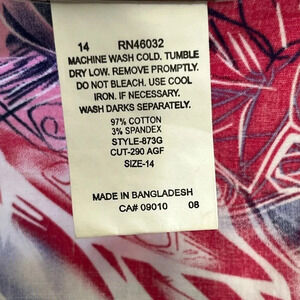 14 RN46032
MACHINE WASH COLD. TUMBLE
DRY LOW. REMOVE PROMPTLY.
DO NOT BLEACH. USE COOL
IRON. IF NECESSARY.
WASH DARKS SEPARATELY.
97% COTTON
3% SPANDEX
STYLE-673G
CUT-290 AGF
SIZE-14
MADE IN BANGLADESH
CA# 09010 08